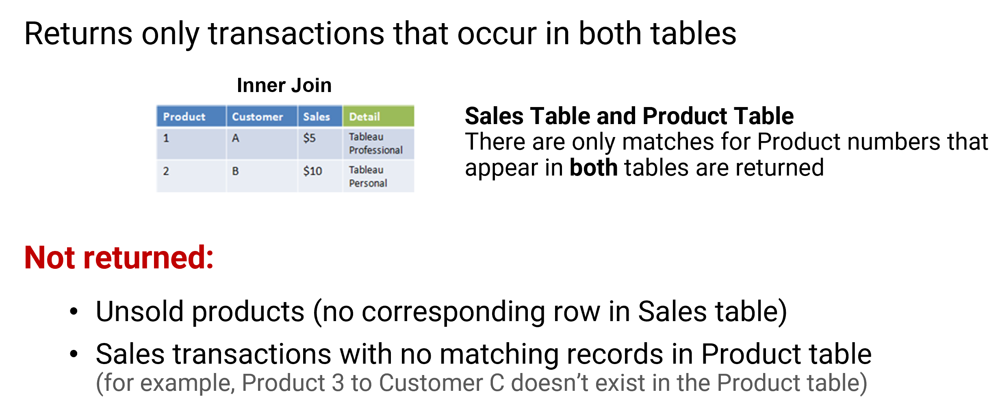 Returns only transactions that occur in both tables
Inner Join
Product Customer Sales Detail
1 A $5 Tableau Professional
2 B $10 Tableau Personal
Sales Table and Product Table
There are only matches for Product numbers that
appear in both tables are returned
Not returned:
• Unsold products (no corresponding row in Sales table)
• Sales transactions with no matching records in Product table
(for example, Product 3 to Customer C doesn’t exist in the Product table)